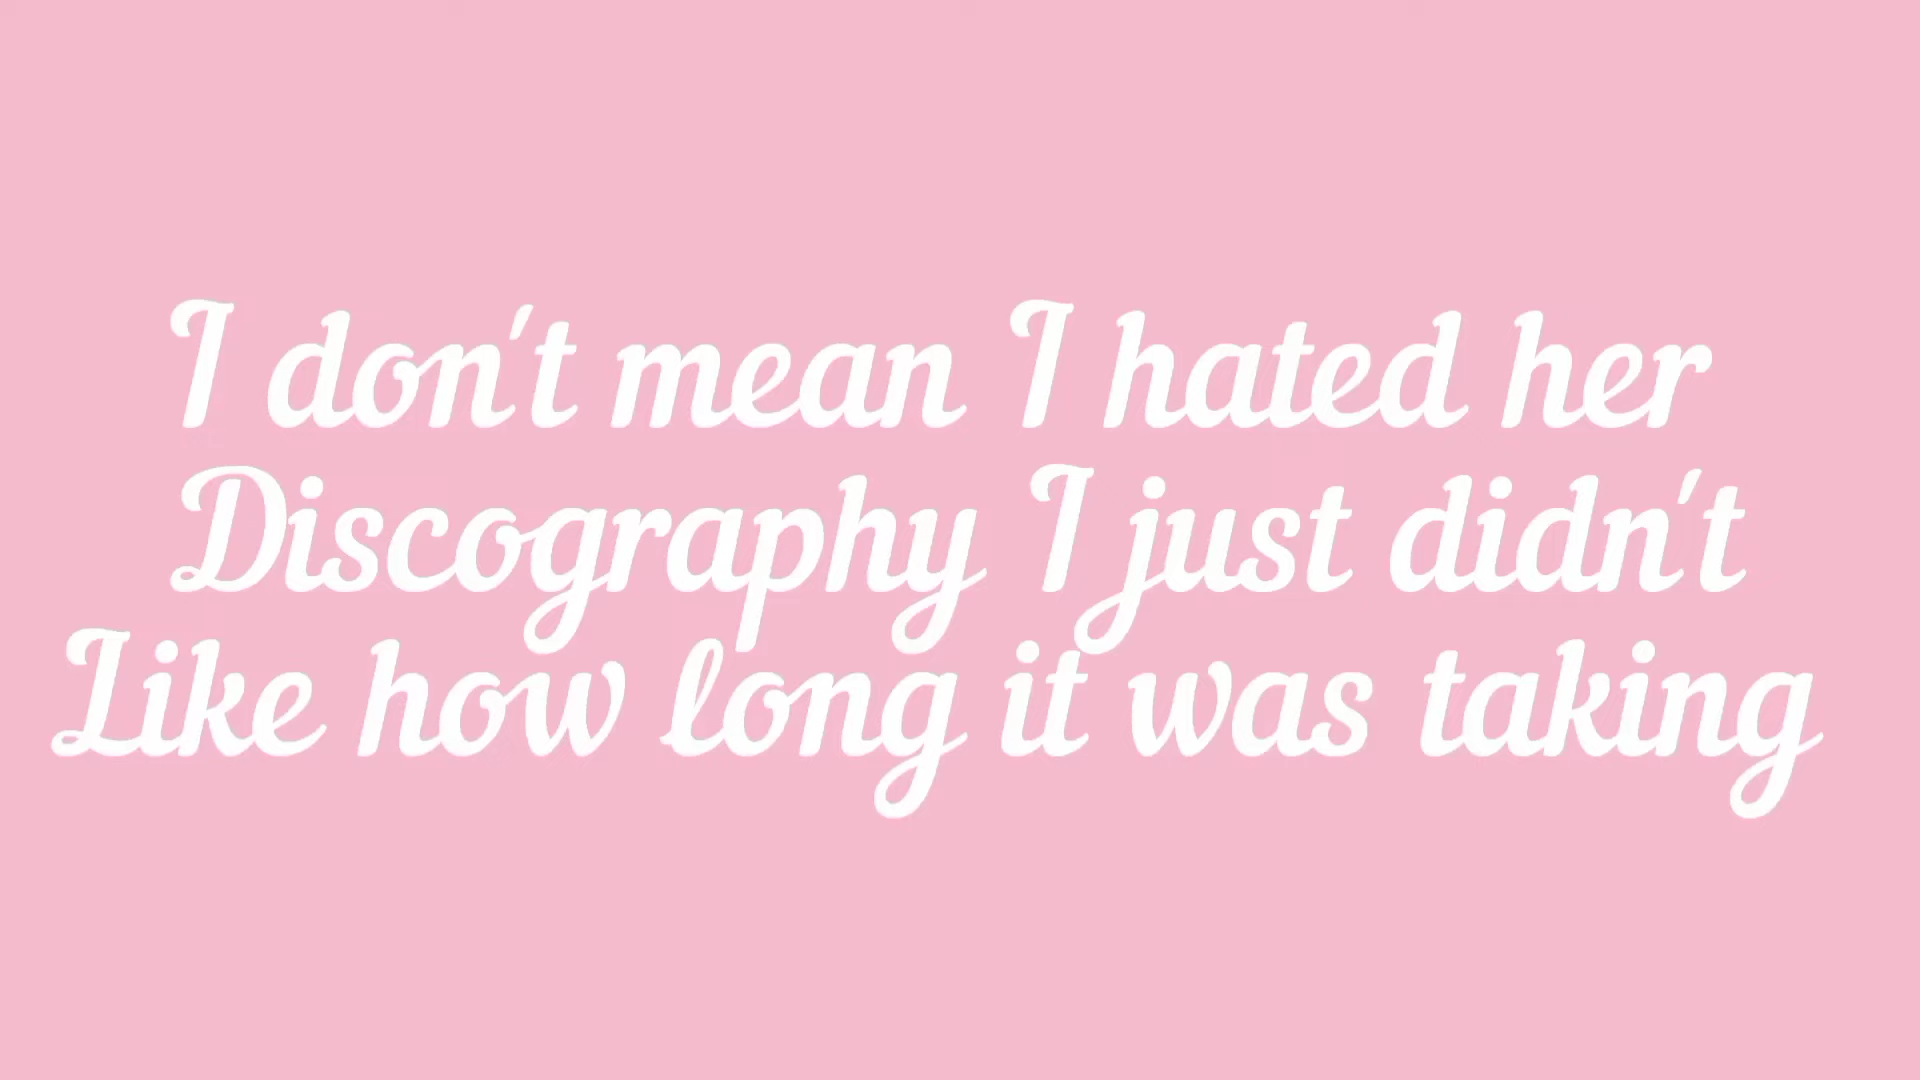 I don't mean I hated her
Discography I just didn't
Like how long it was taking